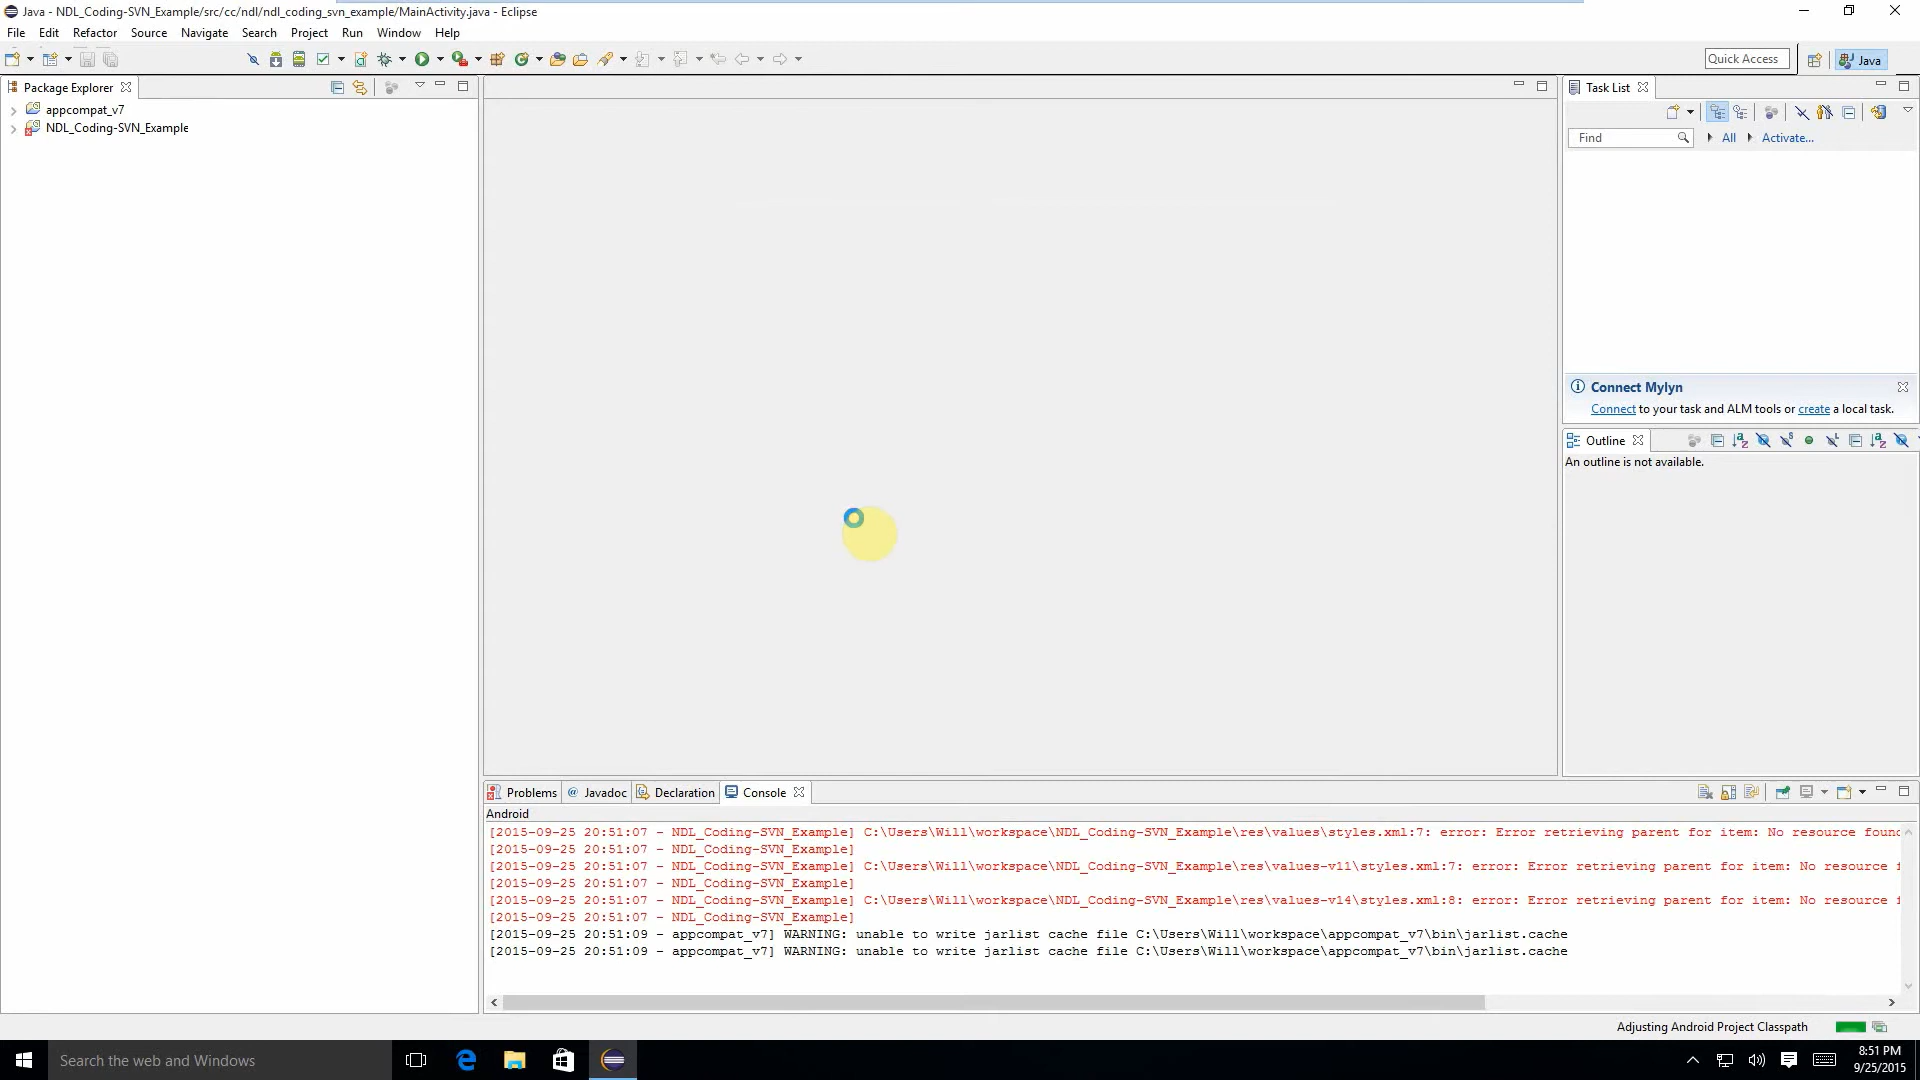 Java - NDL_Coding-SVN_Example/src/cc/ndl/ndl_coding_svn_example/MainActivity.java - Eclipse
File Edit Refactor Source Navigate Search Project Run Window Help
Quick Access
Java
Package Explorer
appcompat_v7
NDL_Coding-SVN_Example
Task List
Find
All
Activate...
Connect Mylyn
Connect to your task and ALM tools or create a local task.
Outline
An outline is not available.
Problems @ Javadoc Declaration Console
Android
[2015-09-25 20:51:07 - NDL_Coding-SVN_Example] C:\Users\Will\workspace\NDL_Coding-SVN_Example\res\values\styles.xml:7: error: Error retrieving parent for item: No resource found
[2015-09-25 20:51:07 - NDL_Coding-SVN_Example]
[2015-09-25 20:51:07 - NDL_Coding-SVN_Example] C:\Users\Will\workspace\NDL_Coding-SVN_Example\res\values-v11\styles.xml:7: error: Error retrieving parent for item: No resource f
[2015-09-25 20:51:07 - NDL_Coding-SVN_Example]
[2015-09-25 20:51:07 - NDL_Coding-SVN_Example] C:\Users\Will\workspace\NDL_Coding-SVN_Example\res\values-v14\styles.xml:8: error: Error retrieving parent for item: No resource f
[2015-09-25 20:51:07 - NDL_Coding-SVN_Example]
[2015-09-25 20:51:09 - appcompat_v7] WARNING: unable to write jarlist cache file C:\Users\Will\workspace\appcompat_v7\bin\jarlist.cache
[2015-09-25 20:51:09 - appcompat_v7] WARNING: unable to write jarlist cache file C:\Users\Will\workspace\appcompat_v7\bin\jarlist.cache
Adjusting Android Project Classpath
Search the web and Windows
8:51 PM
9/25/2015